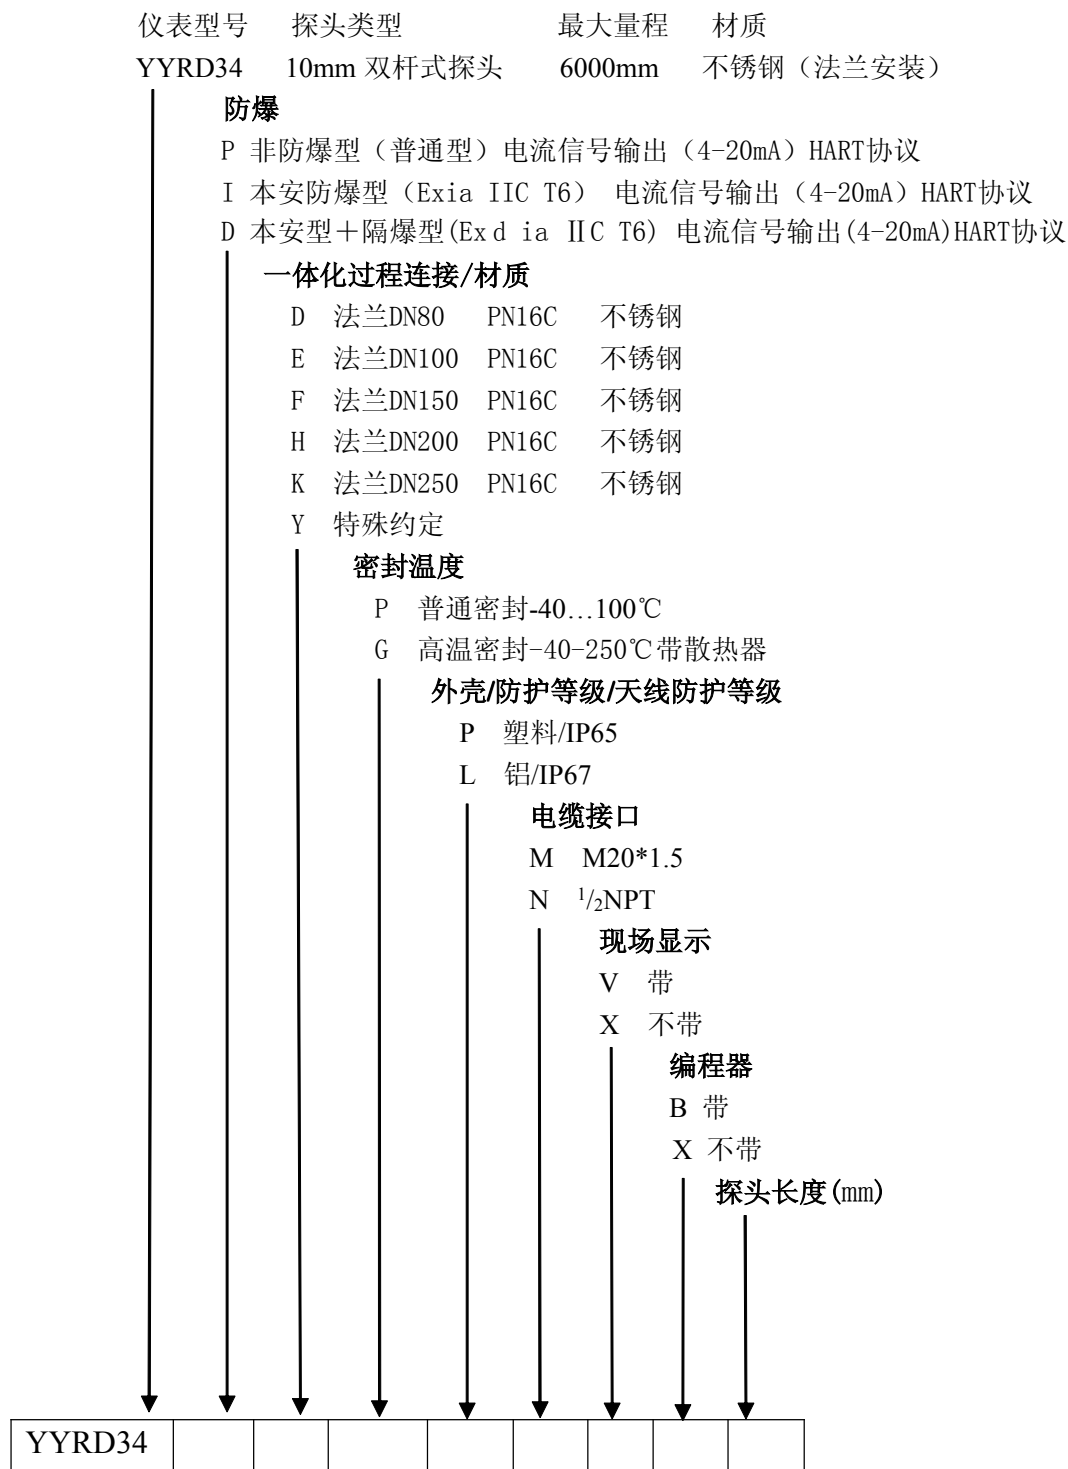 仪表型号 探头类型 最大量程 材质
YYRD34 10mm 双杆式探头 6000mm 不锈钢（法兰安装）
防爆
P 非防爆型（普通型）电流信号输出（4-20mA）HART协议
I 本安防爆型（Exia IIC T6） 电流信号输出（4-20mA）HART协议
D 本安型＋隔爆型(Ex d ia ⅡC T6) 电流信号输出(4-20mA)HART协议
一体化过程连接/材质
D 法兰DN80 PN16C 不锈钢
E 法兰DN100 PN16C 不锈钢
F 法兰DN150 PN16C 不锈钢
H 法兰DN200 PN16C 不锈钢
K 法兰DN250 PN16C 不锈钢
Y 特殊约定
密封温度
P 普通密封-40…100℃
G 高温密封-40-250℃带散热器
外壳/防护等级/天线防护等级
P 塑料/IP65
L 铝/IP67
电缆接口
M M20*1.5
N 1/2NPT
现场显示
V 带
X 不带
编程器
B 带
X 不带
探头长度(mm)
YYRD34